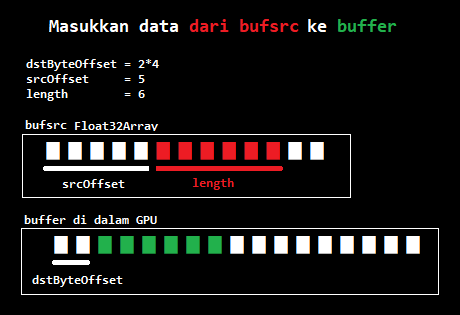 Masukkan data dari bufsrc ke buffer
dstByteOffset = 2*4
srcOffset = 5
length = 6
bufsrc Float32Array
srcOffset length
buffer di dalam GPU
dstByteOffset